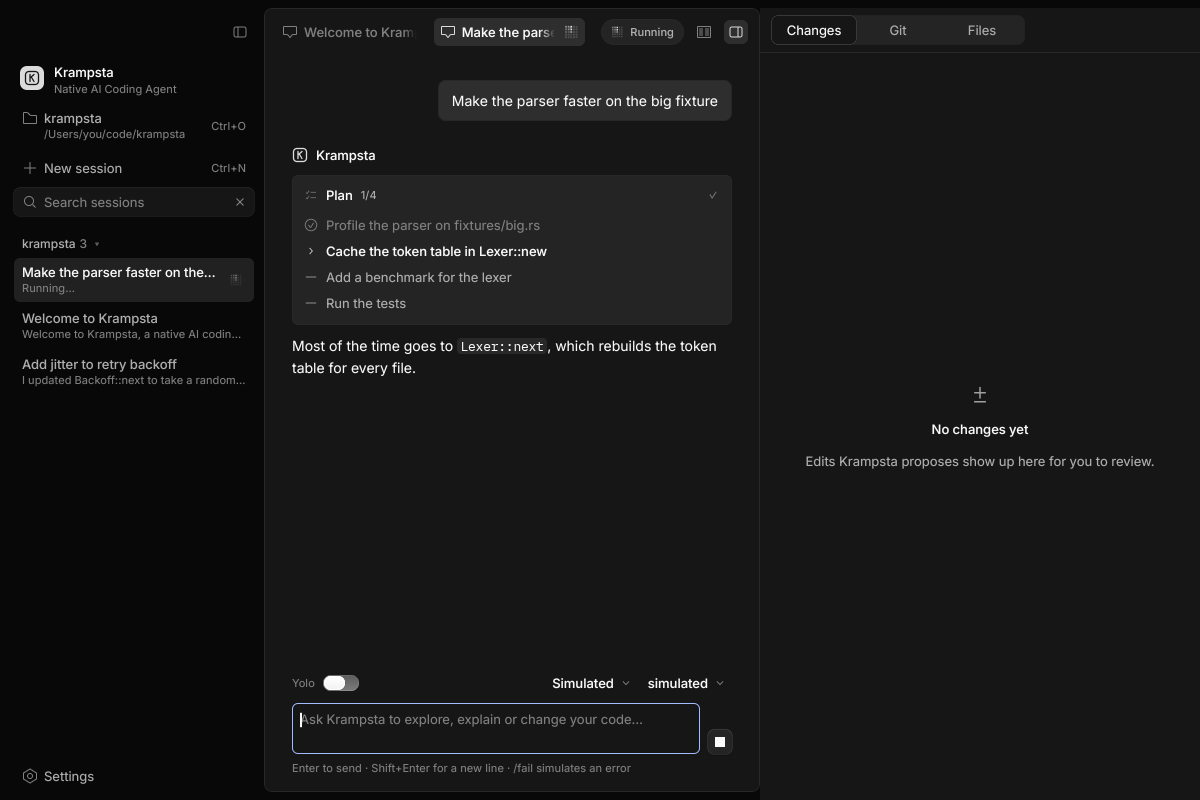 Krampsta
Native AI Coding Agent
krampsta
/Users/you/code/krampsta
Ctrl+O
New session
Ctrl+N
Search sessions
krampsta 3
Make the parser faster on the...
Running...
Welcome to Krampsta
Welcome to Krampsta, a native AI codin...
Add jitter to retry backoff
I updated Backoff::next to take a random...
Settings
Welcome to Kram
Make the parse
Running
Make the parser faster on the big fixture
Krampsta
Plan 1/4
Profile the parser on fixtures/big.rs
Cache the token table in Lexer::new
Add a benchmark for the lexer
Run the tests
Most of the time goes to Lexer::next, which rebuilds the token
table for every file.
Yolo
Simulated
simulated
Ask Krampsta to explore, explain or change your code...
Enter to send · Shift+Enter for a new line · /fail simulates an error
Changes
Git
Files
No changes yet
Edits Krampsta proposes show up here for you to review.